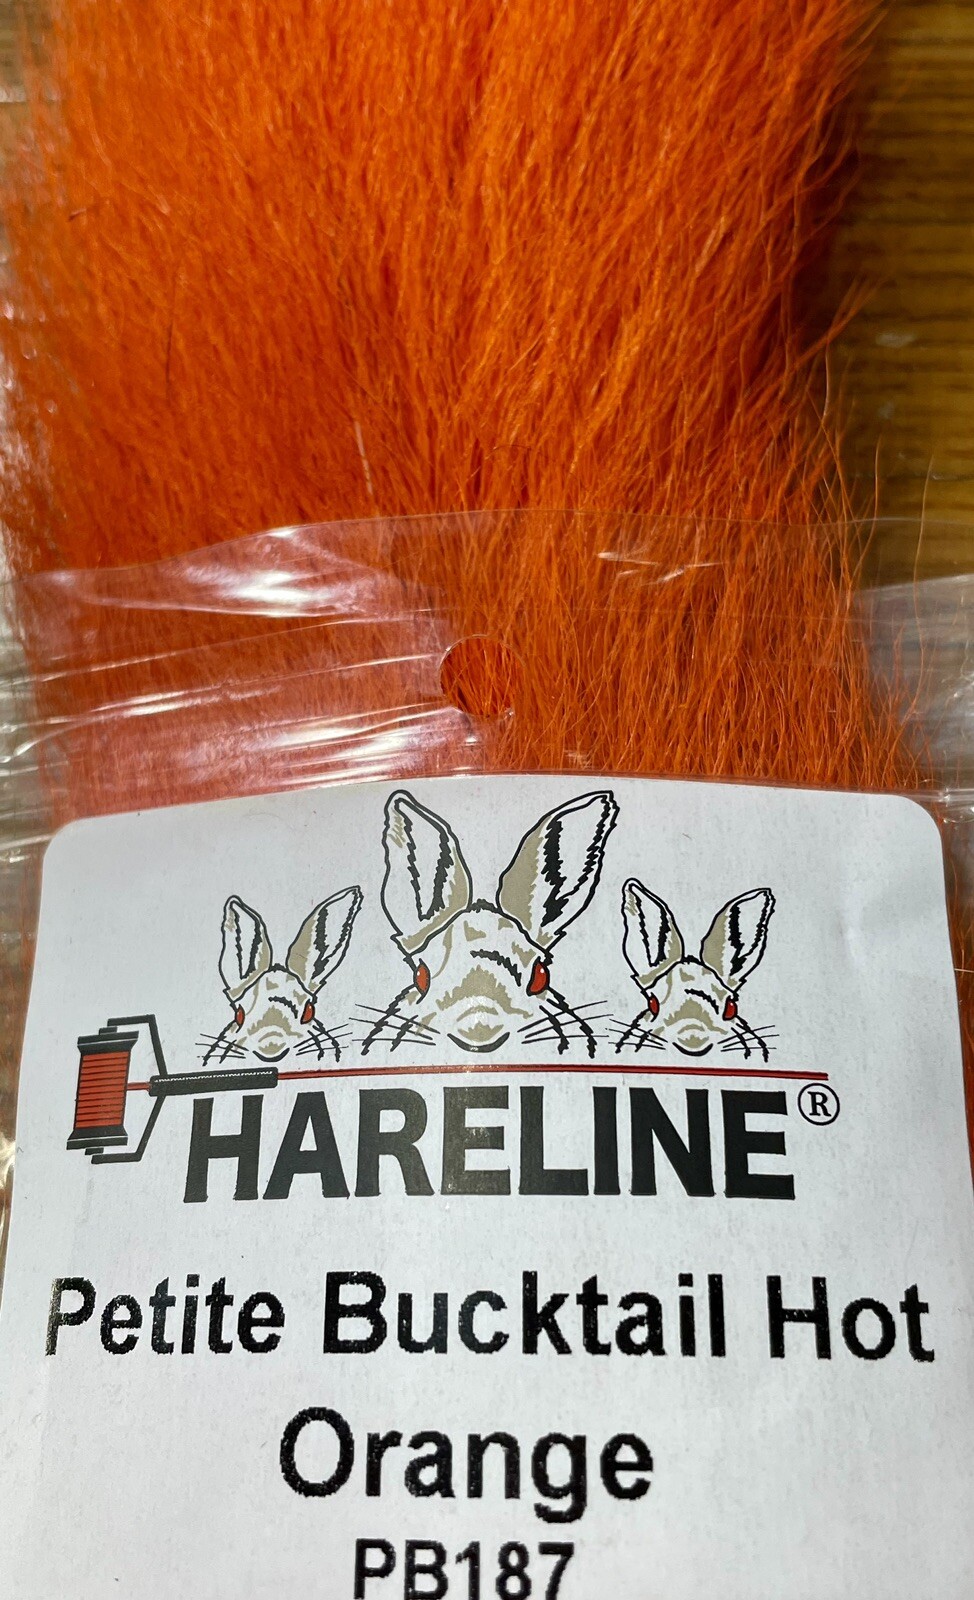 HARELINE®
Petite Bucktail Hot
Orange
PB187